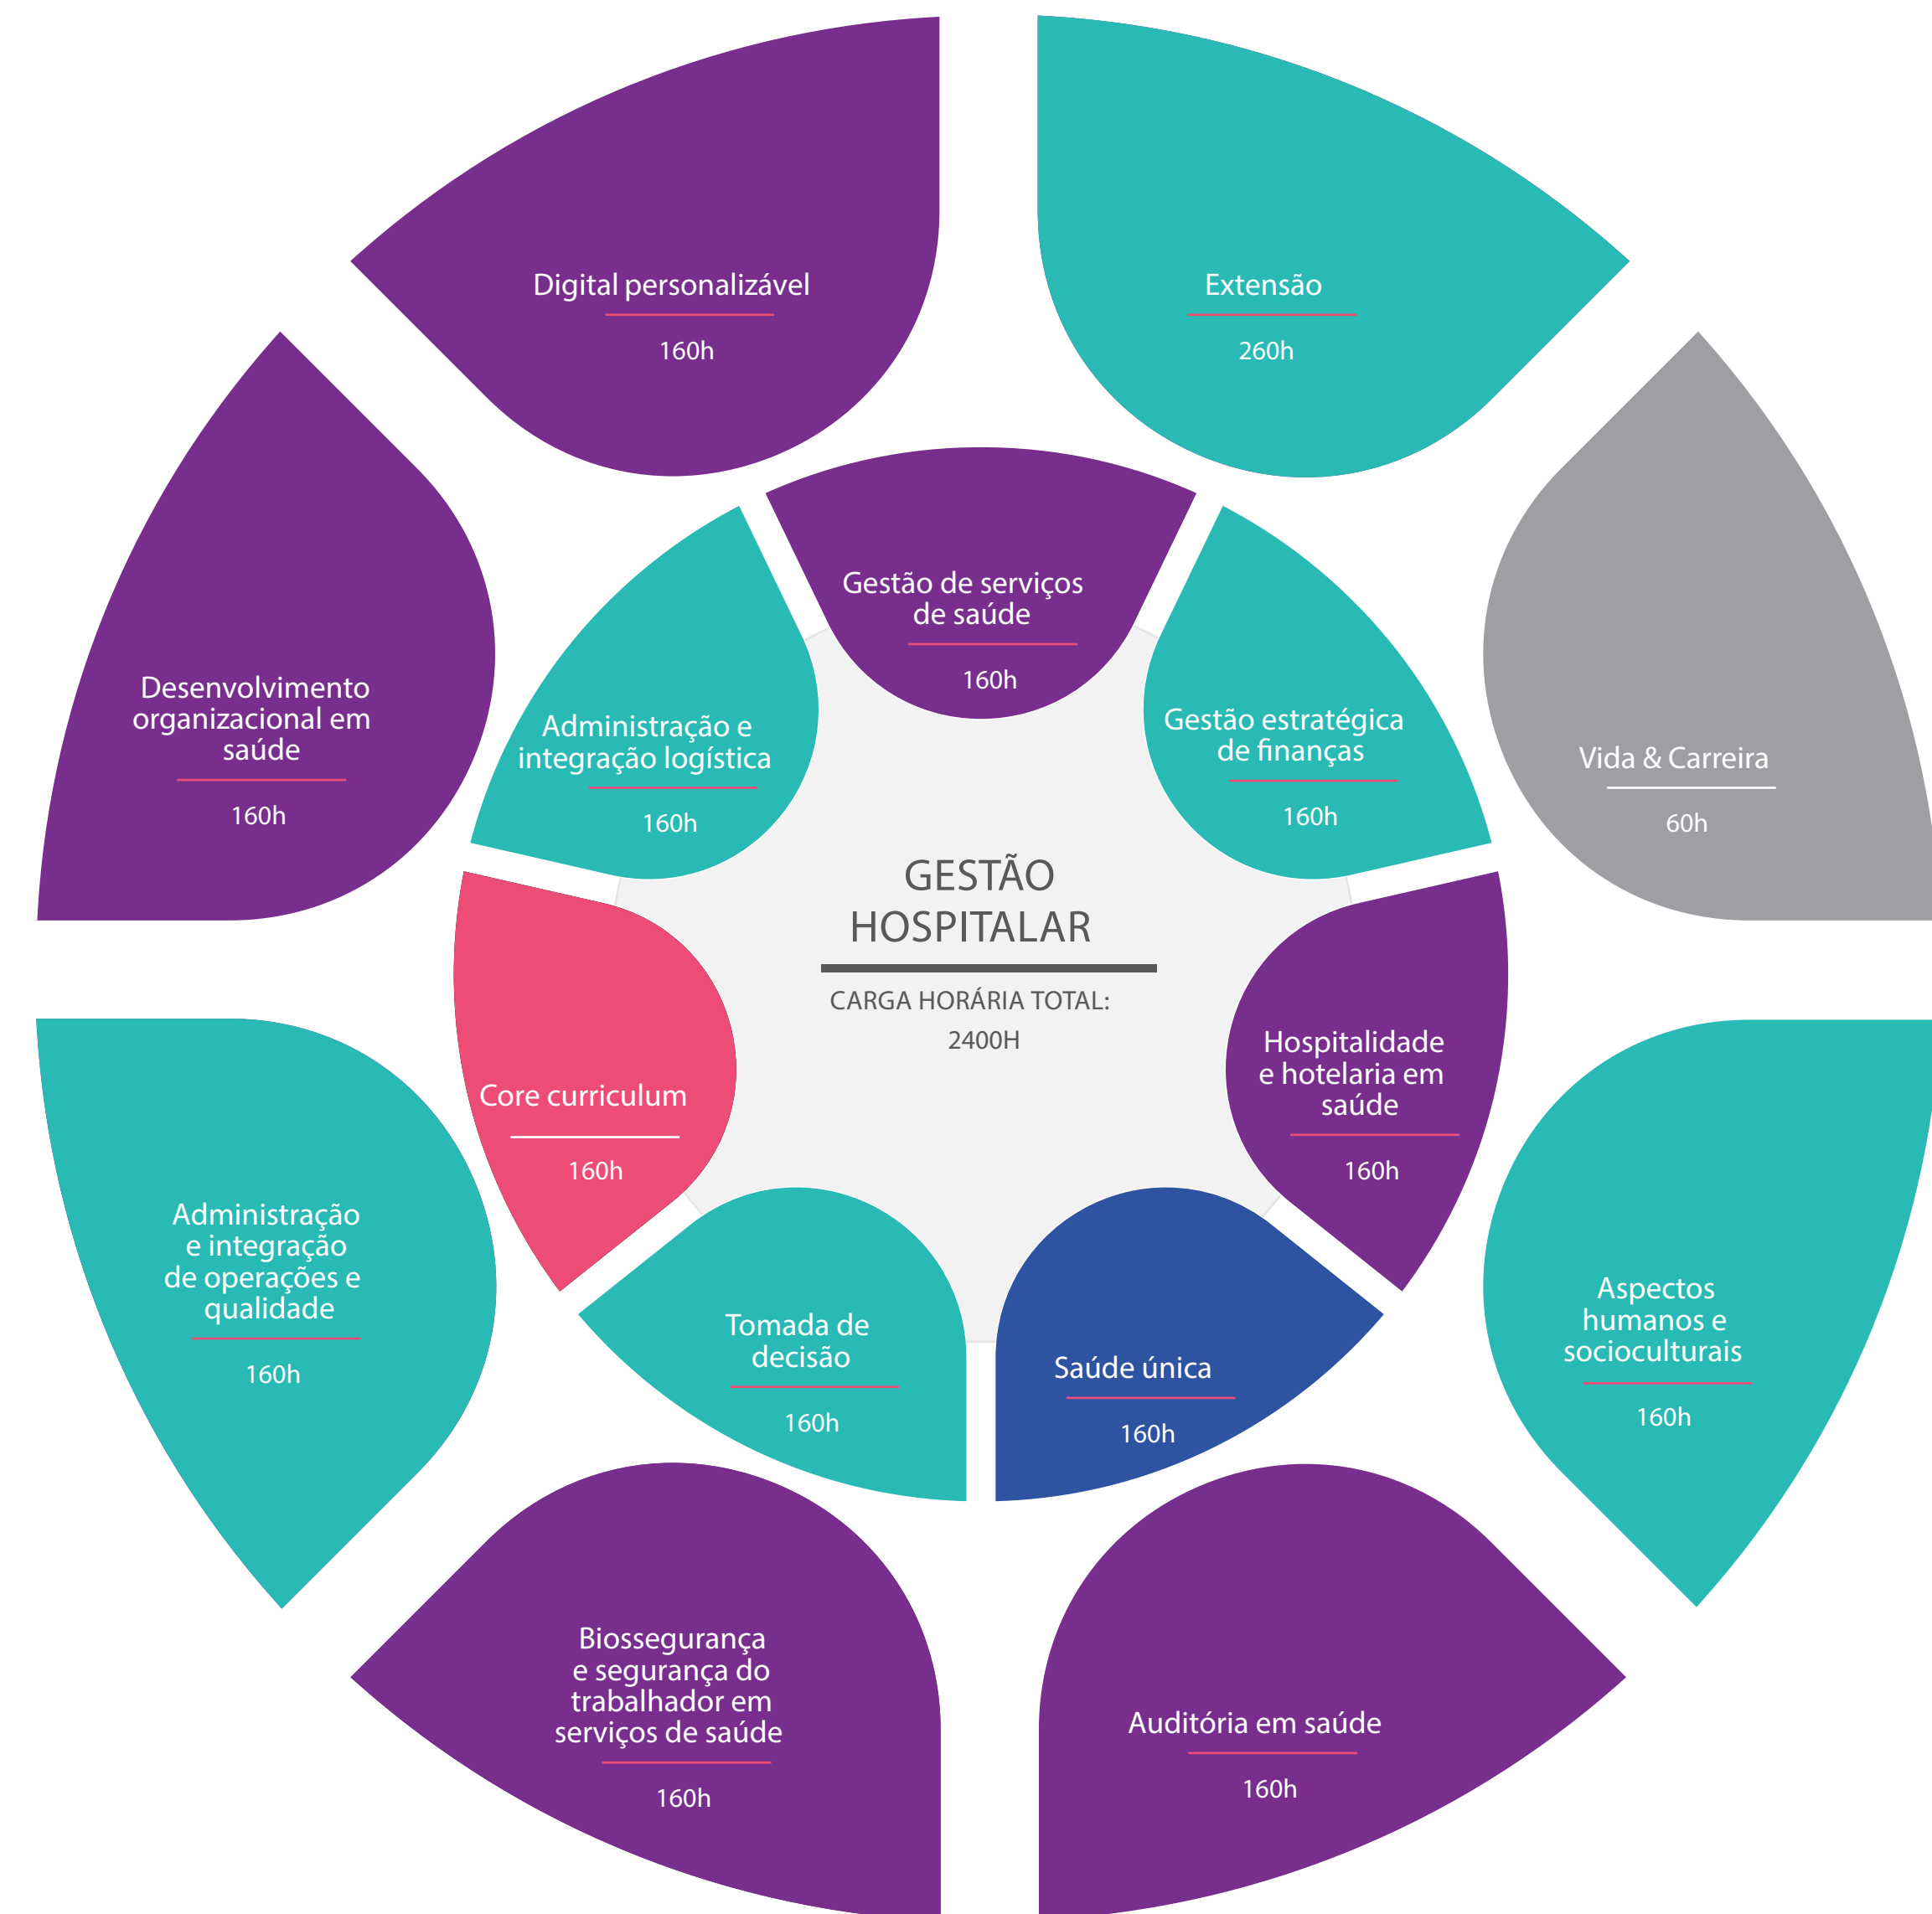 Digital personalizável
160h
Extensão
260h
Gestão de serviços
de saúde
160h
Desenvolvimento
organizacional em
saúde
160h
Administração e
integração logística
160h
Gestão estratégica
de finanças
160h
Vida & Carreira
60h
GESTÃO
HOSPITALAR
CARGA HORÁRIA TOTAL:
2400H
Core curriculum
160h
Hospitalidade
e hotelaria em
saúde
160h
Administração
e integração
de operações e
qualidade
160h
Tomada de
decisão
160h
Saúde única
160h
Aspectos
humanos e
socioculturais
160h
Biossegurança
e segurança do
trabalhador em
serviços de saúde
160h
Auditória em saúde
160h